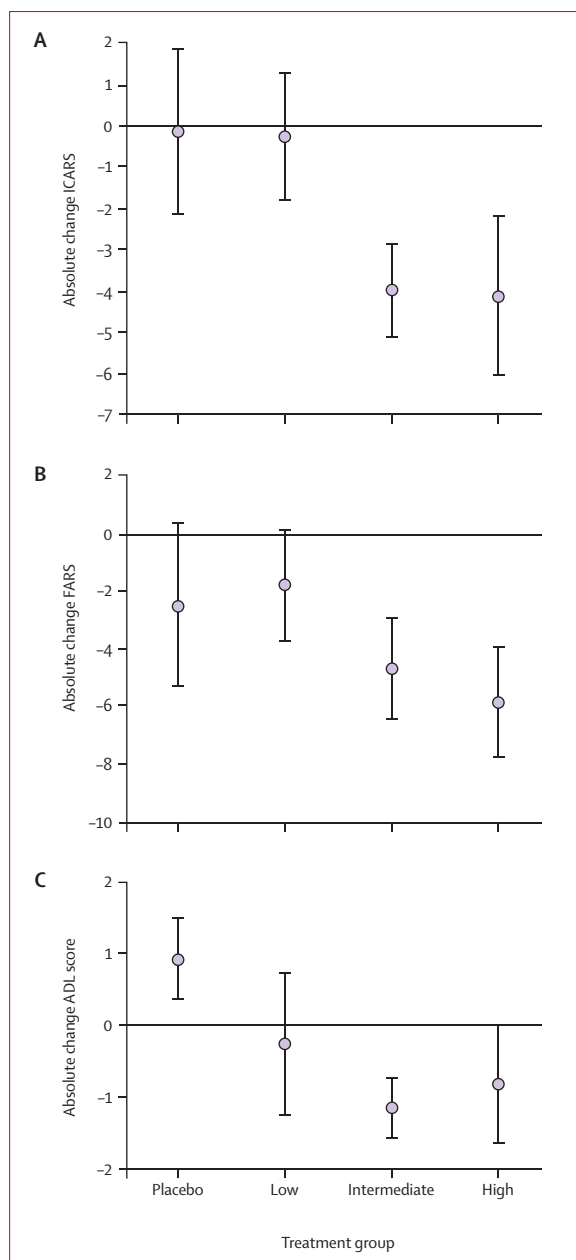 A
2
1
0
–1
–2
–3
–4
–5
–6
–7
Absolute change ICARS
B
2
0
–2
–4
–6
–8
–10
Absolute change FARS
C
2
1
0
–1
–2
Absolute change ADL score
Placebo Low Intermediate High
Treatment group